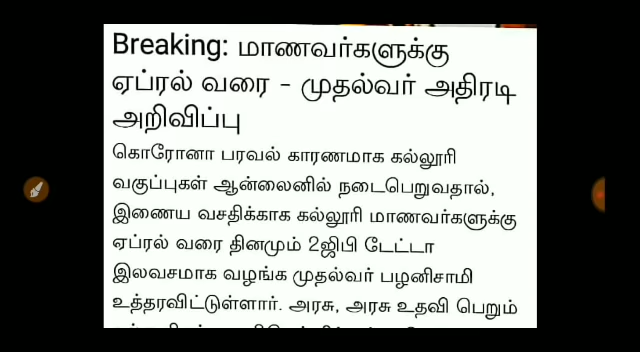 Breaking: மாணவர்களுக்கு
ஏப்ரல் வரை - முதல்வர் அதிரடி
அறிவிப்பு
கொரோனா பரவல் காரணமாக கல்லூரி
வகுப்புகள் ஆன்லைனில் நடைபெறுவதால்,
இணைய வசதிக்காக கல்லூரி மாணவர்களுக்கு
ஏப்ரல் வரை தினமும் 2ஜிபி டேட்டா
இலவசமாக வழங்க முதல்வர் பழனிசாமி
உத்தரவிட்டுள்ளார். அரசு, அரசு உதவி பெறும்